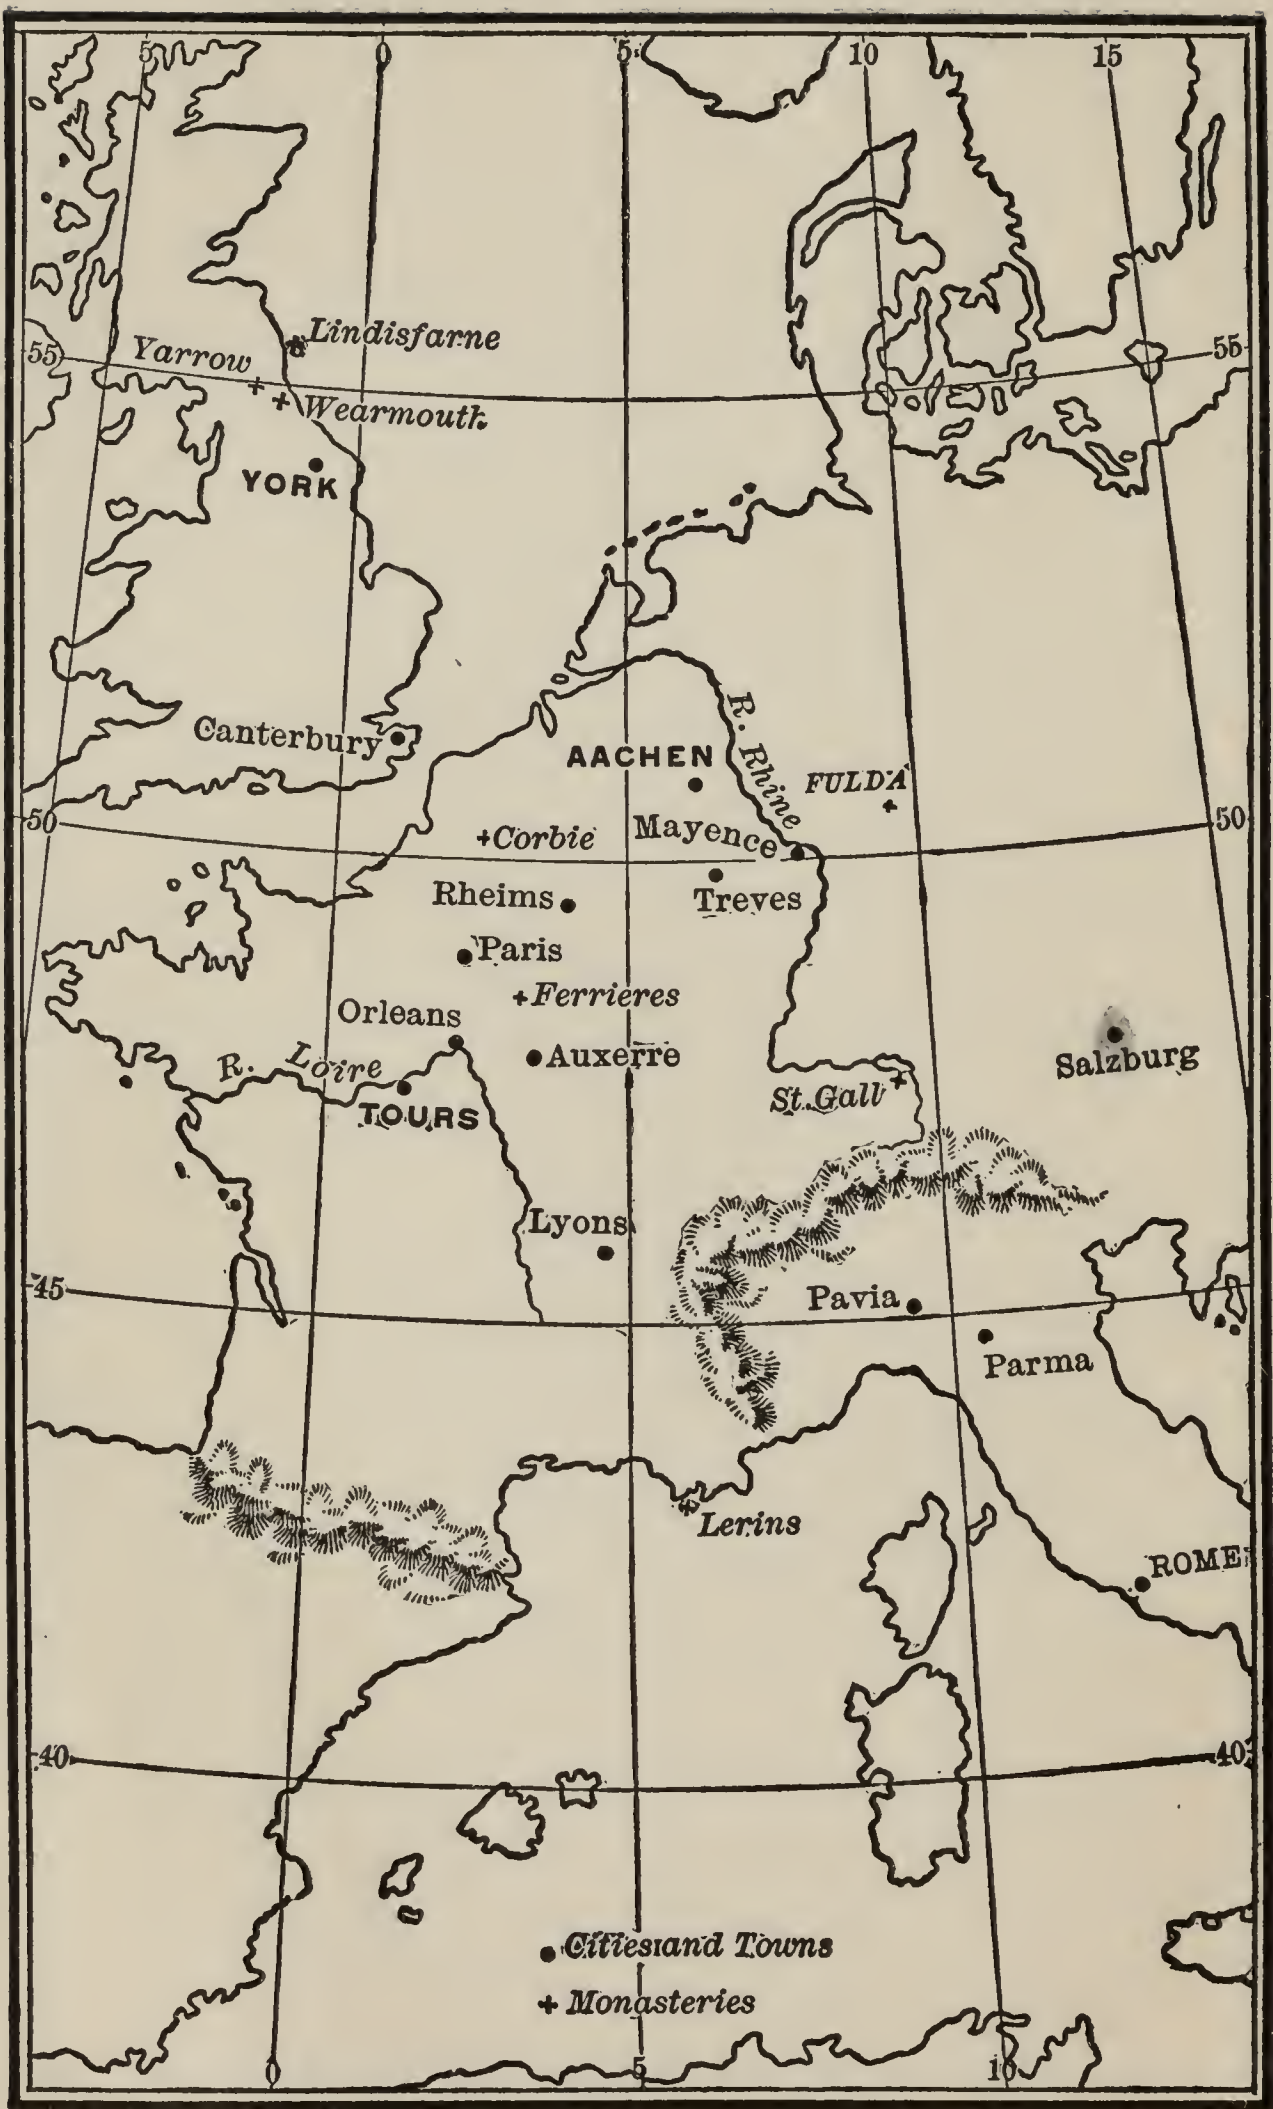 5 0 5 10 15
Lindisfarne
55 Yarrow 55
Wearmouth
YORK
R. Rhine
Canterbury
AACHEN
FULDA
50 Corbie Mayence 50
Rheims
Treves
Paris
Ferrieres
Orleans
Auxerre
Salzburg
R. Loire
St. Gall
TOURS
Lyons
45
Pavia
Parma
Lerins
ROME
40 40
Cities and Towns
Monasteries
0 5 10